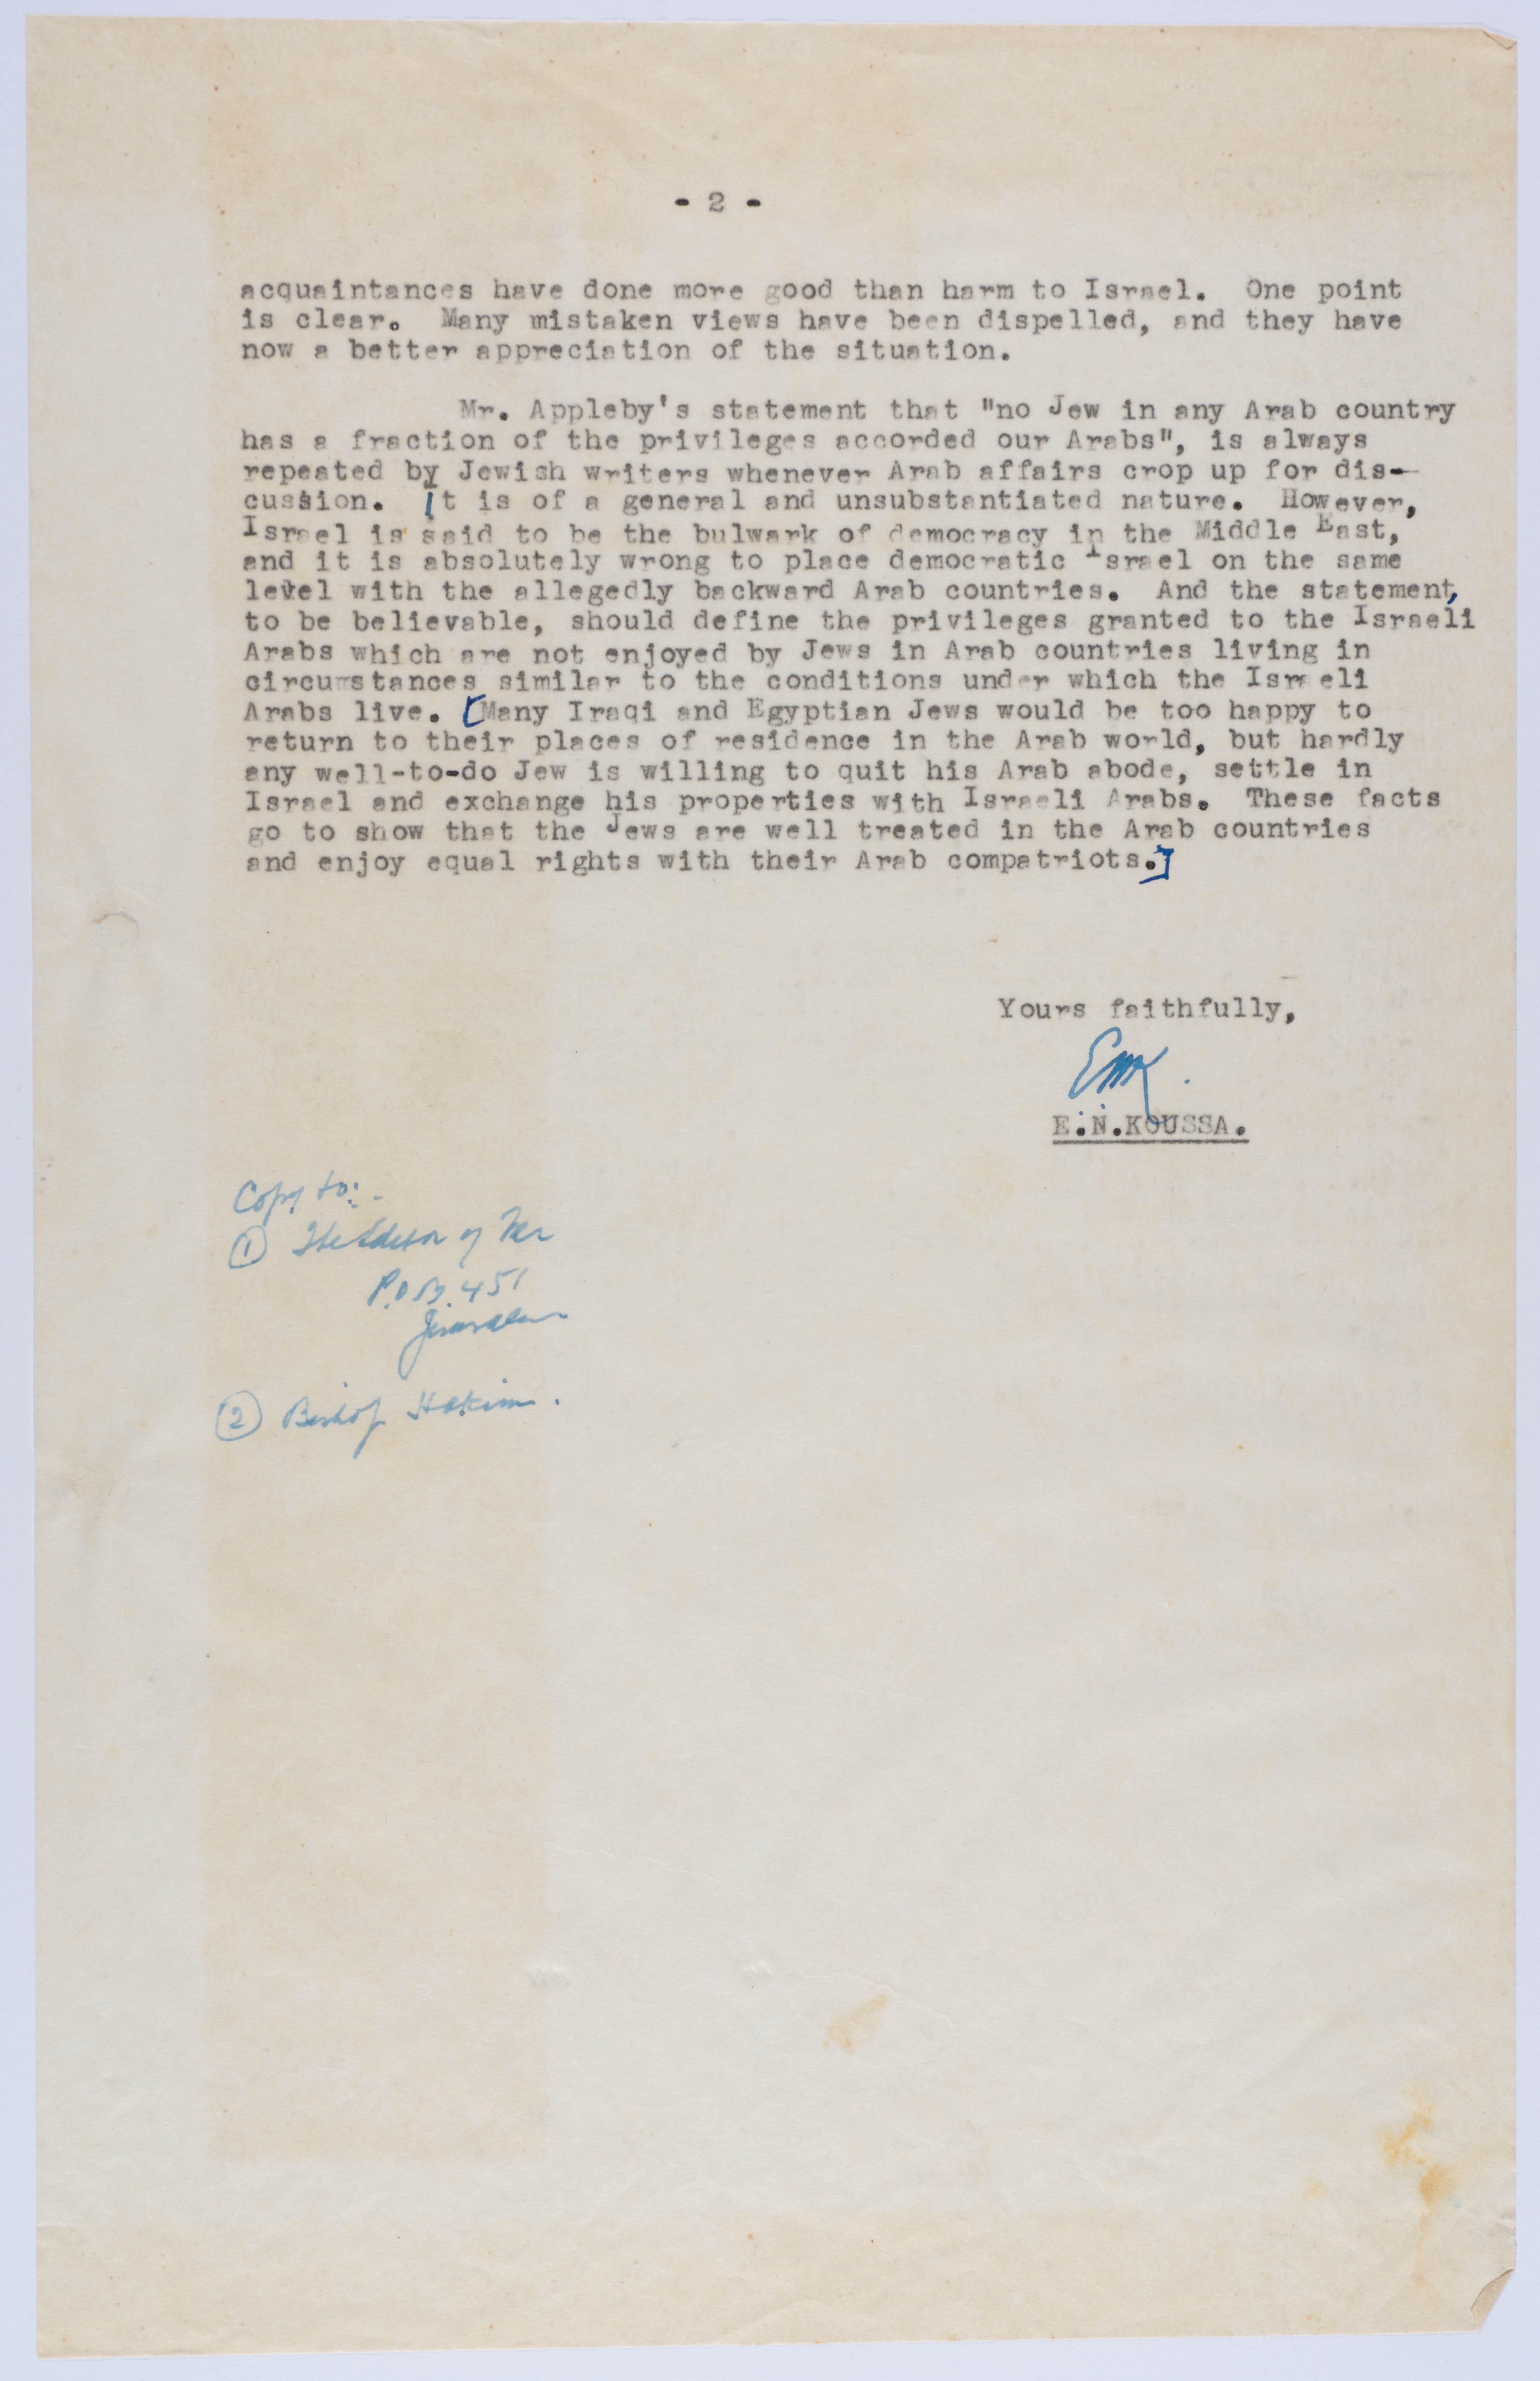 - 2 -
acquaintances have done more good than harm to Israel. One point
is clear. Many mistaken views have been dispelled, and they have
now a better appreciation of the situation.
Mr. Appleby's statement that "no Jew in any Arab country
has a fraction of the privileges accorded our Arabs", is always
repeated by Jewish writers whenever Arab affairs crop up for dis-
cussion. It is of a general and unsubstantiated nature. However,
Israel is said to be the bulwark of democracy in the Middle East,
and it is absolutely wrong to place democratic Israel on the same
level with the allegedly backward Arab countries. And the statement,
to be believable, should define the privileges granted to the Israeli
Arabs which are not enjoyed by Jews in Arab countries living in
circumstances similar to the conditions under which the Israeli
Arabs live. [Many Iraqi and Egyptian Jews would be too happy to
return to their places of residence in the Arab world, but hardly
any well-to-do Jew is willing to quit his Arab abode, settle in
Israel and exchange his properties with Israeli Arabs. These facts
go to show that the Jews are well treated in the Arab countries
and enjoy equal rights with their Arab compatriots.]
Yours faithfully,
E.N.KOUSSA.
Copy to:-
1 The Editor of Ner
P.O.B. 451
Jerusalem
2 Bishop Hakim.